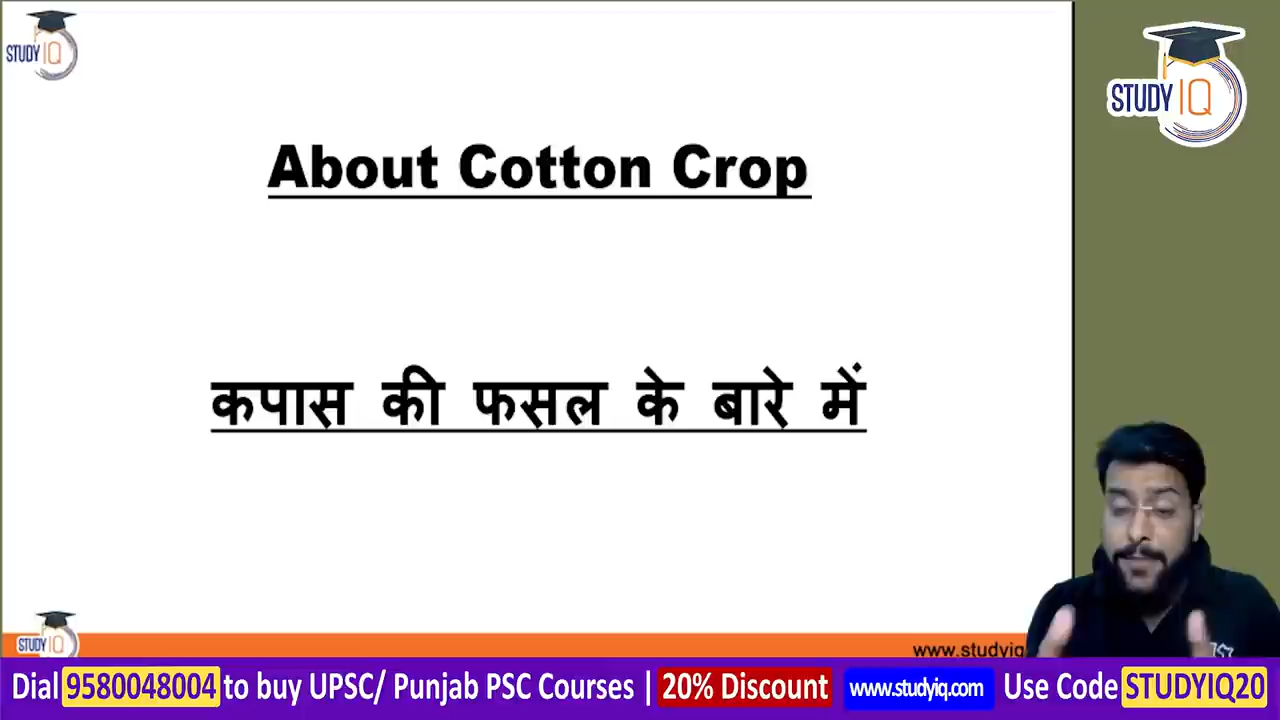 STUDY IQ
STUDY IQ
About Cotton Crop
कपास की फसल के बारे में
STUDY IQ
www.studyiq
Dial 9580048004 to buy UPSC/ Punjab PSC Courses | 20% Discount www.studyiq.com Use Code STUDYIQ20